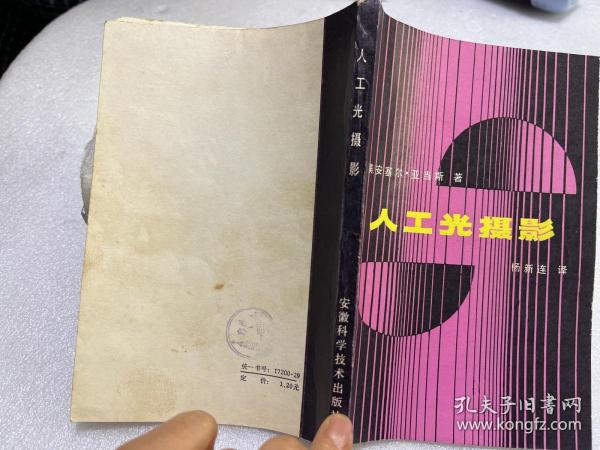 美安塞尔·亚当斯 著
人工光摄影
杨新连 译
人工光摄影
安徽科学技术出版社
统一书号：17200·29
定 价： 1.20元
孔夫子旧书网
www.kongfz.com